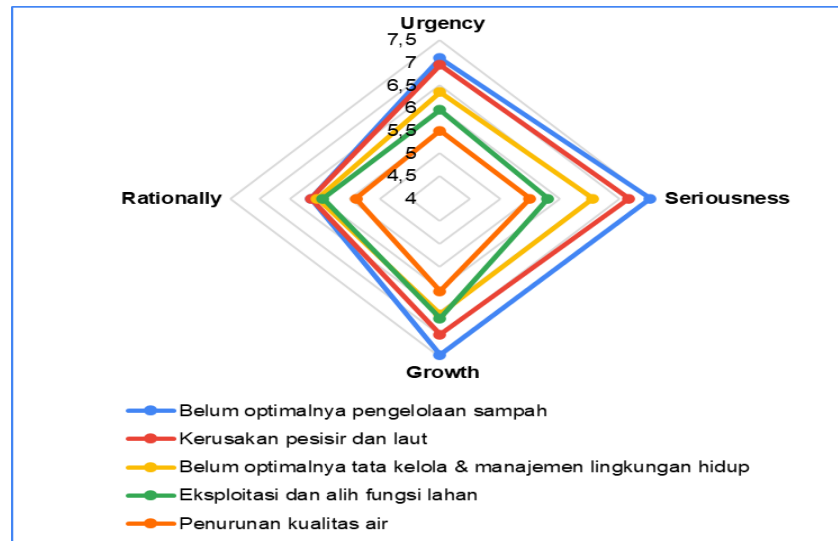 Urgency
7,5
7
6,5
6
5,5
5
4,5
4
Rationally
Seriousness
Growth
Belum optimalnya pengelolaan sampah
Kerusakan pesisir dan laut
Belum optimalnya tata kelola & manajemen lingkungan hidup
Eksploitasi dan alih fungsi lahan
Penurunan kualitas air